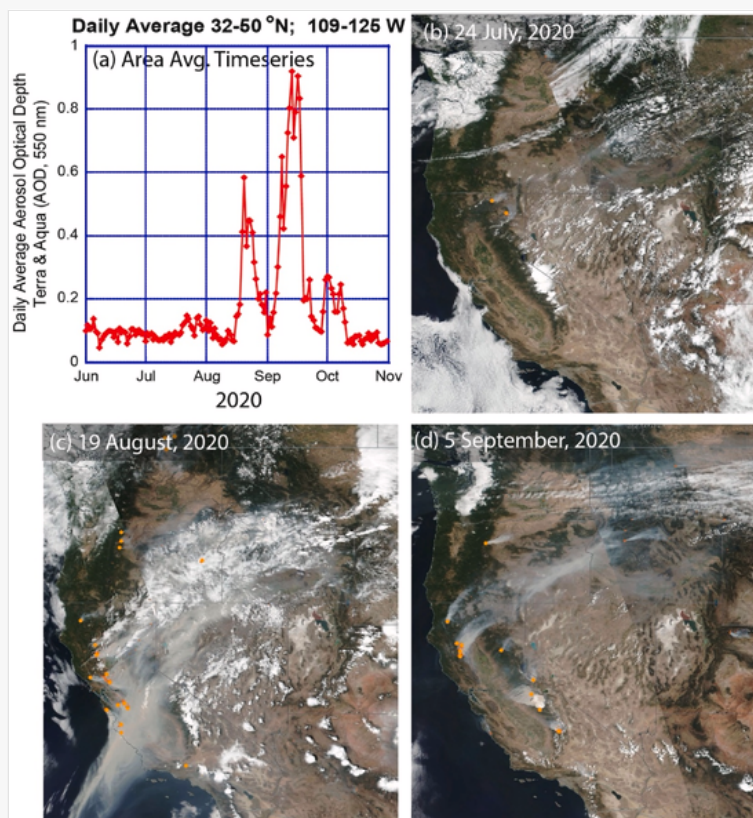 Daily Average 32-50 °N; 109-125 W
(a) Area Avg. Timeseries
Daily Average Aerosol Optical Depth
Terra & Aqua (AOD, 550 nm)
1
0.8
0.6
0.4
0.2
0
Jun Jul Aug Sep Oct Nov
2020
(b) 24 July, 2020
(c) 19 August, 2020
(d) 5 September, 2020